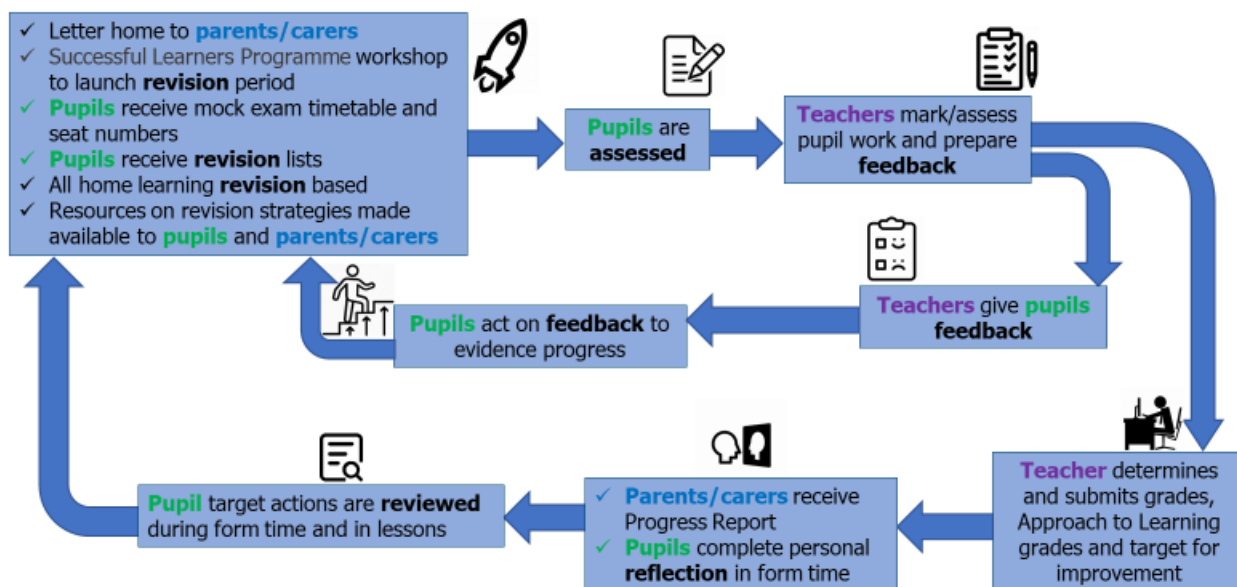 ✓ Letter home to parents/carers
✓ Successful Learners Programme workshop
to launch revision period
✓ Pupils receive mock exam timetable and
seat numbers
✓ Pupils receive revision lists
✓ All home learning revision based
✓ Resources on revision strategies made
available to pupils and parents/carers
Pupils are
assessed
Teachers mark/assess
pupil work and prepare
feedback
Teachers give pupils
feedback
Pupils act on feedback to
evidence progress
Teacher determines
and submits grades,
Approach to Learning
grades and target for
improvement
✓ Parents/carers receive
Progress Report
✓ Pupils complete personal
reflection in form time
Pupil target actions are reviewed
during form time and in lessons